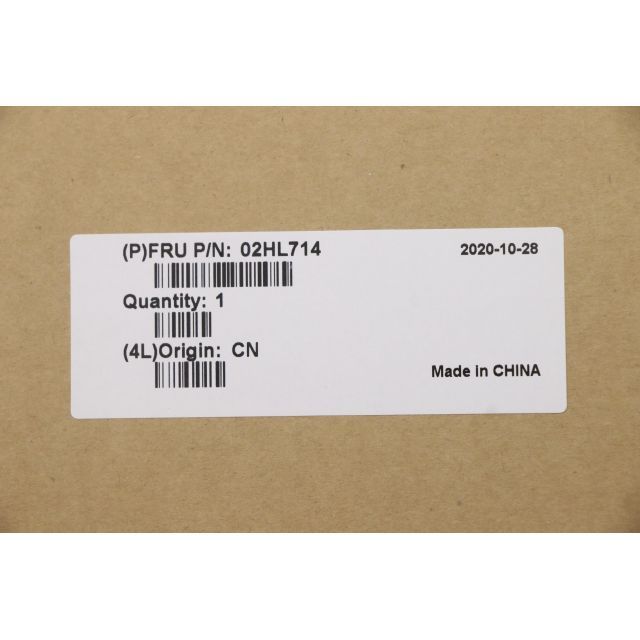 (P)FRU P/N: 02HL714 2020-10-28
Quantity: 1
(4L)Origin: CN
Made in CHINA